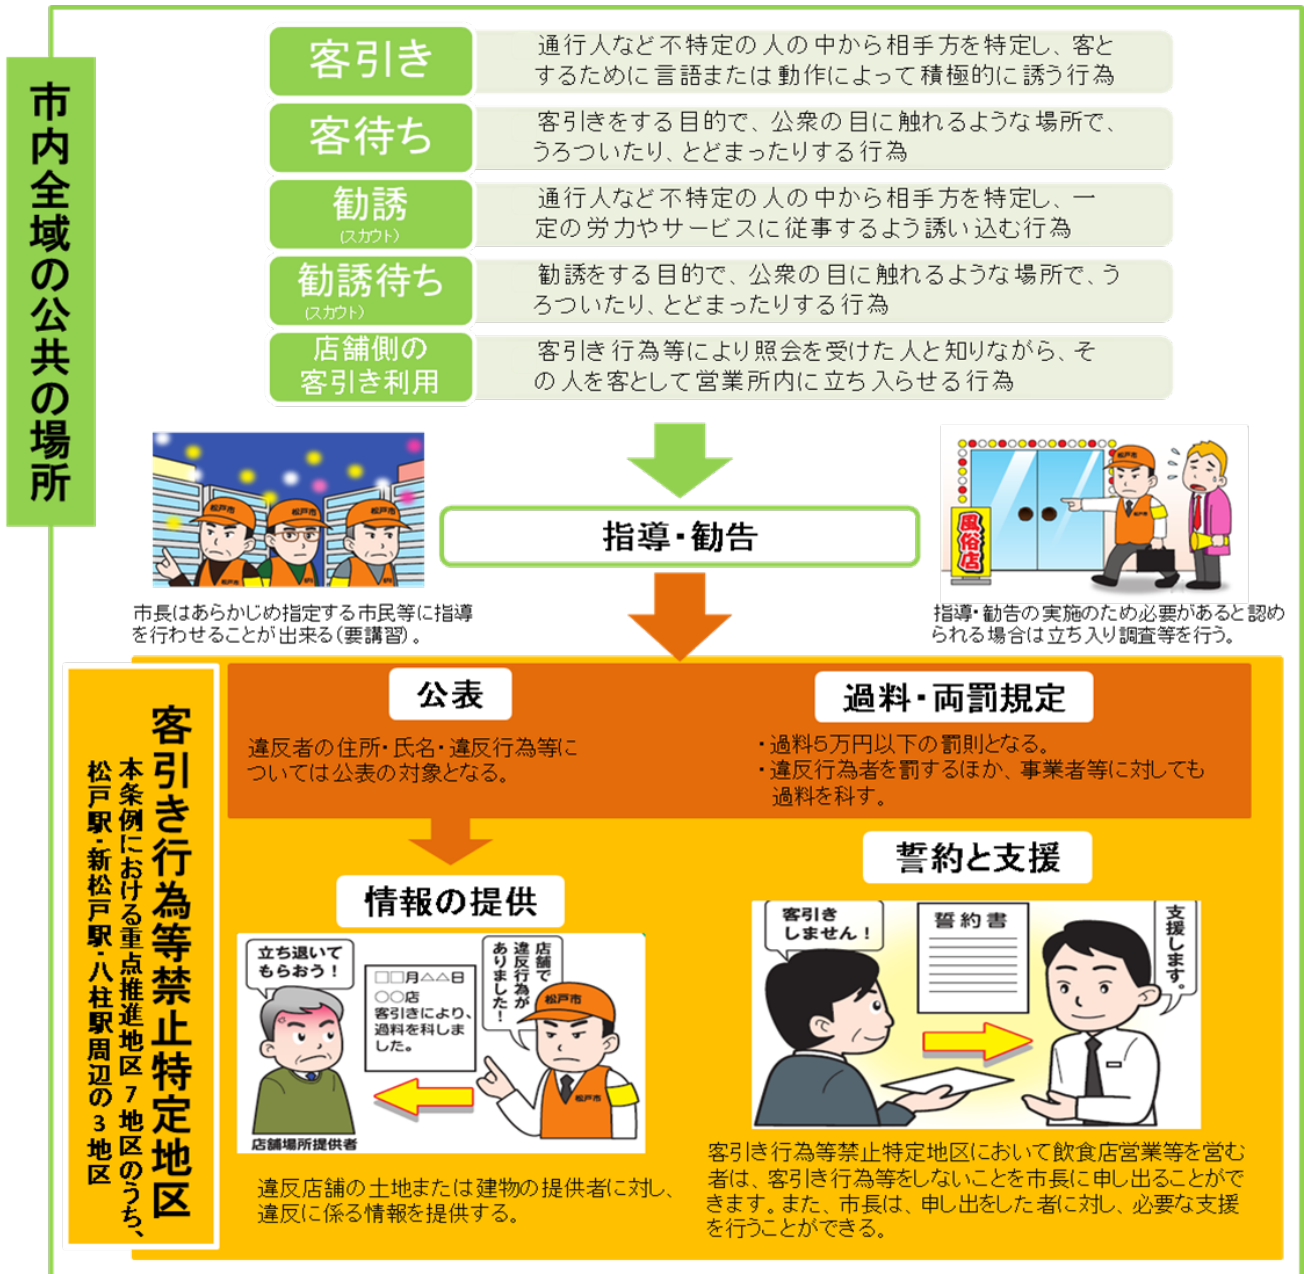 市内全域の公共の場所
客引き
通行人など不特定の人の中から相手方を特定し、客と
するために言語または動作によって積極的に誘う行為
客待ち
客引きをする目的で、公衆の目に触れるような場所で、
うろついたり、とどまったりする行為
勧誘
(スカウト)
通行人など不特定の人の中から相手方を特定し、一
定の労力やサービスに従事するよう誘い込む行為
勧誘待ち
(スカウト)
勧誘をする目的で、公衆の目に触れるような場所で、う
ろついたり、とどまったりする行為
店舗側の
客引き利用
客引き行為等により照会を受けた人と知りながら、そ
の人を客として営業所内に立ち入らせる行為
指導・勧告
松戸市
松戸市
松戸市
市長はあらかじめ指定する市民等に指導
を行わせることが出来る(要講習)。
松戸市
風俗店
指導・勧告の実施のため必要があると認め
られる場合は立ち入り調査等を行う。
客引き行為等禁止特定地区
本条例における重点推進地区7地区のうち、
松戸駅・新松戸駅・八柱駅周辺の3地区
公表
違反者の住所・氏名・違反行為等に
ついては公表の対象となる。
過料・両罰規定
・過料5万円以下の罰則となる。
・違反行為者を罰するほか、事業者等に対しても
過料を科す。
情報の提供
立ち退いて
もらおう！
□□月△△日
○○店
客引きにより、
過料を科しま
した。
店舗で
違反行為が
ありました！
松戸市
松戸市
店舗場所提供者
違反店舗の土地または建物の提供者に対し、
違反に係る情報を提供する。
誓約と支援
客引き
しません！
誓約書
支援します。
客引き行為等禁止特定地区において飲食店営業等を営む
者は、客引き行為等をしないことを市長に申し出ることがで
きます。また、市長は、申し出をした者に対し、必要な支援
を行うことができる。